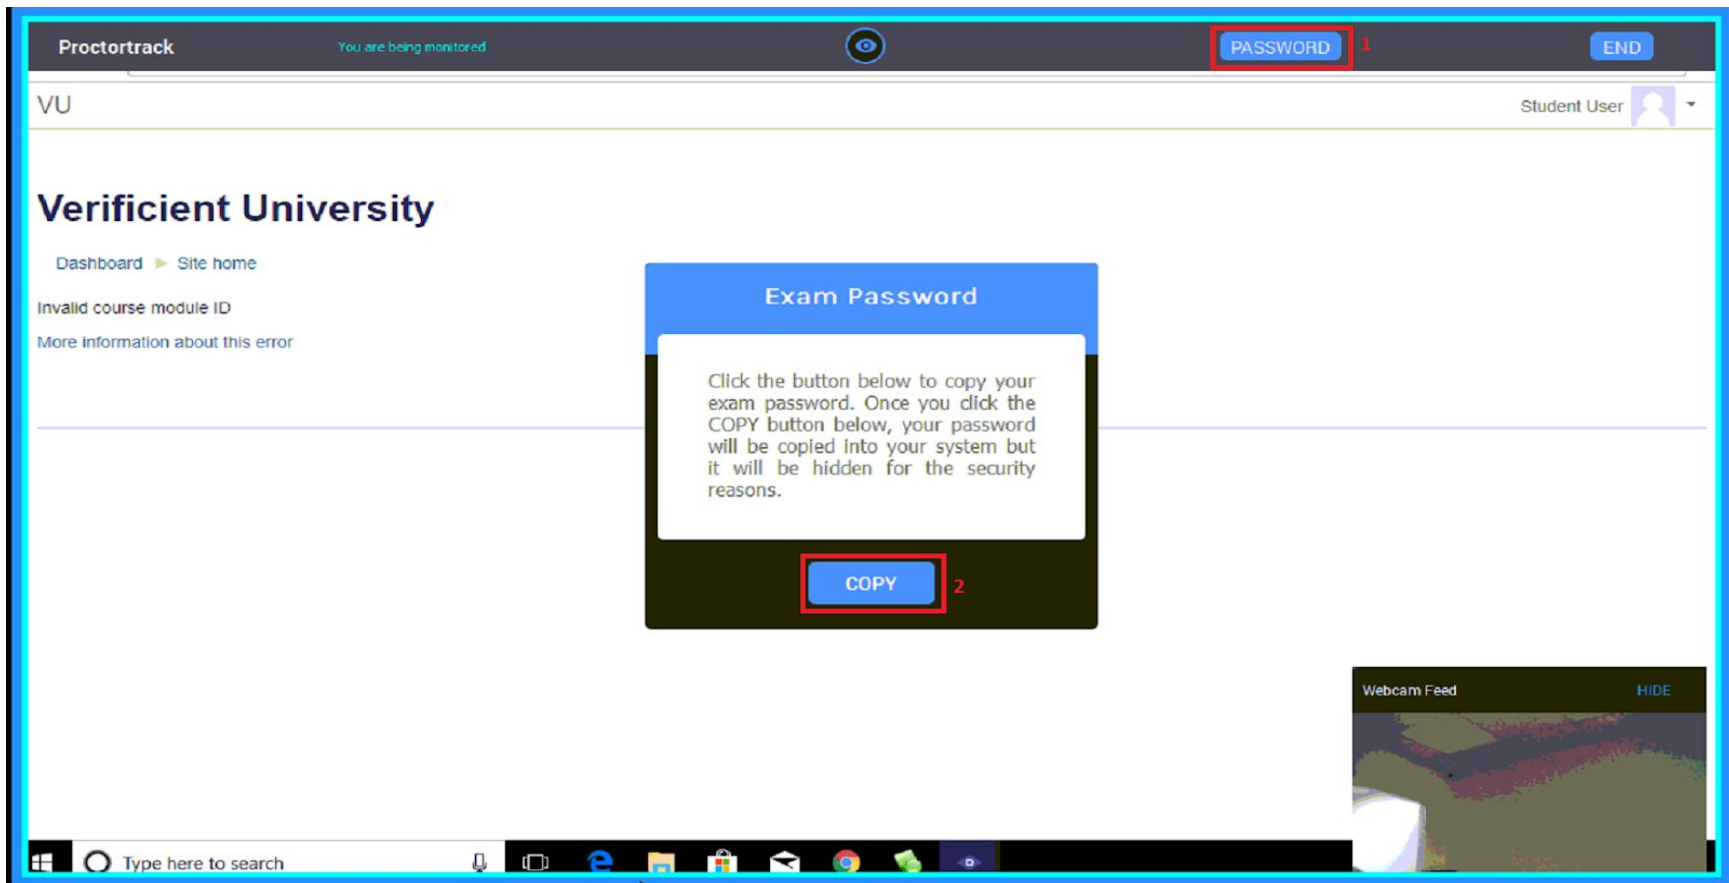 Proctortrack
You are being monitored
PASSWORD
1
END
VU
Student User
Verificient University
Dashboard
Site home
Invalid course module ID
More information about this error
Exam Password
Click the button below to copy your
exam password. Once you click the
COPY button below, your password
will be copied into your system but
it will be hidden for the security
reasons.
COPY
2
Webcam Feed
HIDE
Type here to search